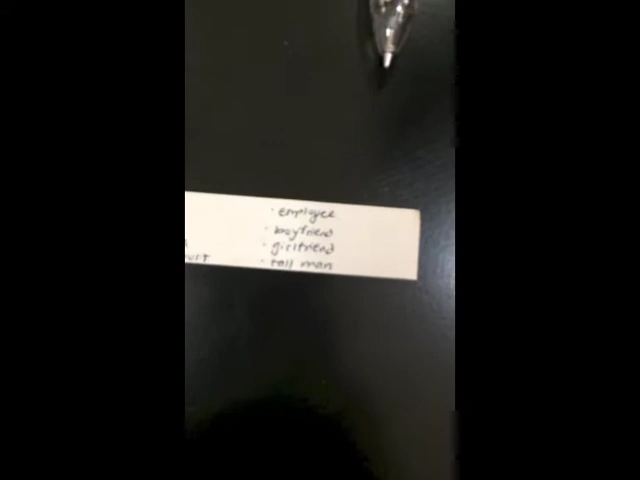 · employee
· boyfriend
· girlfriend
· tall man